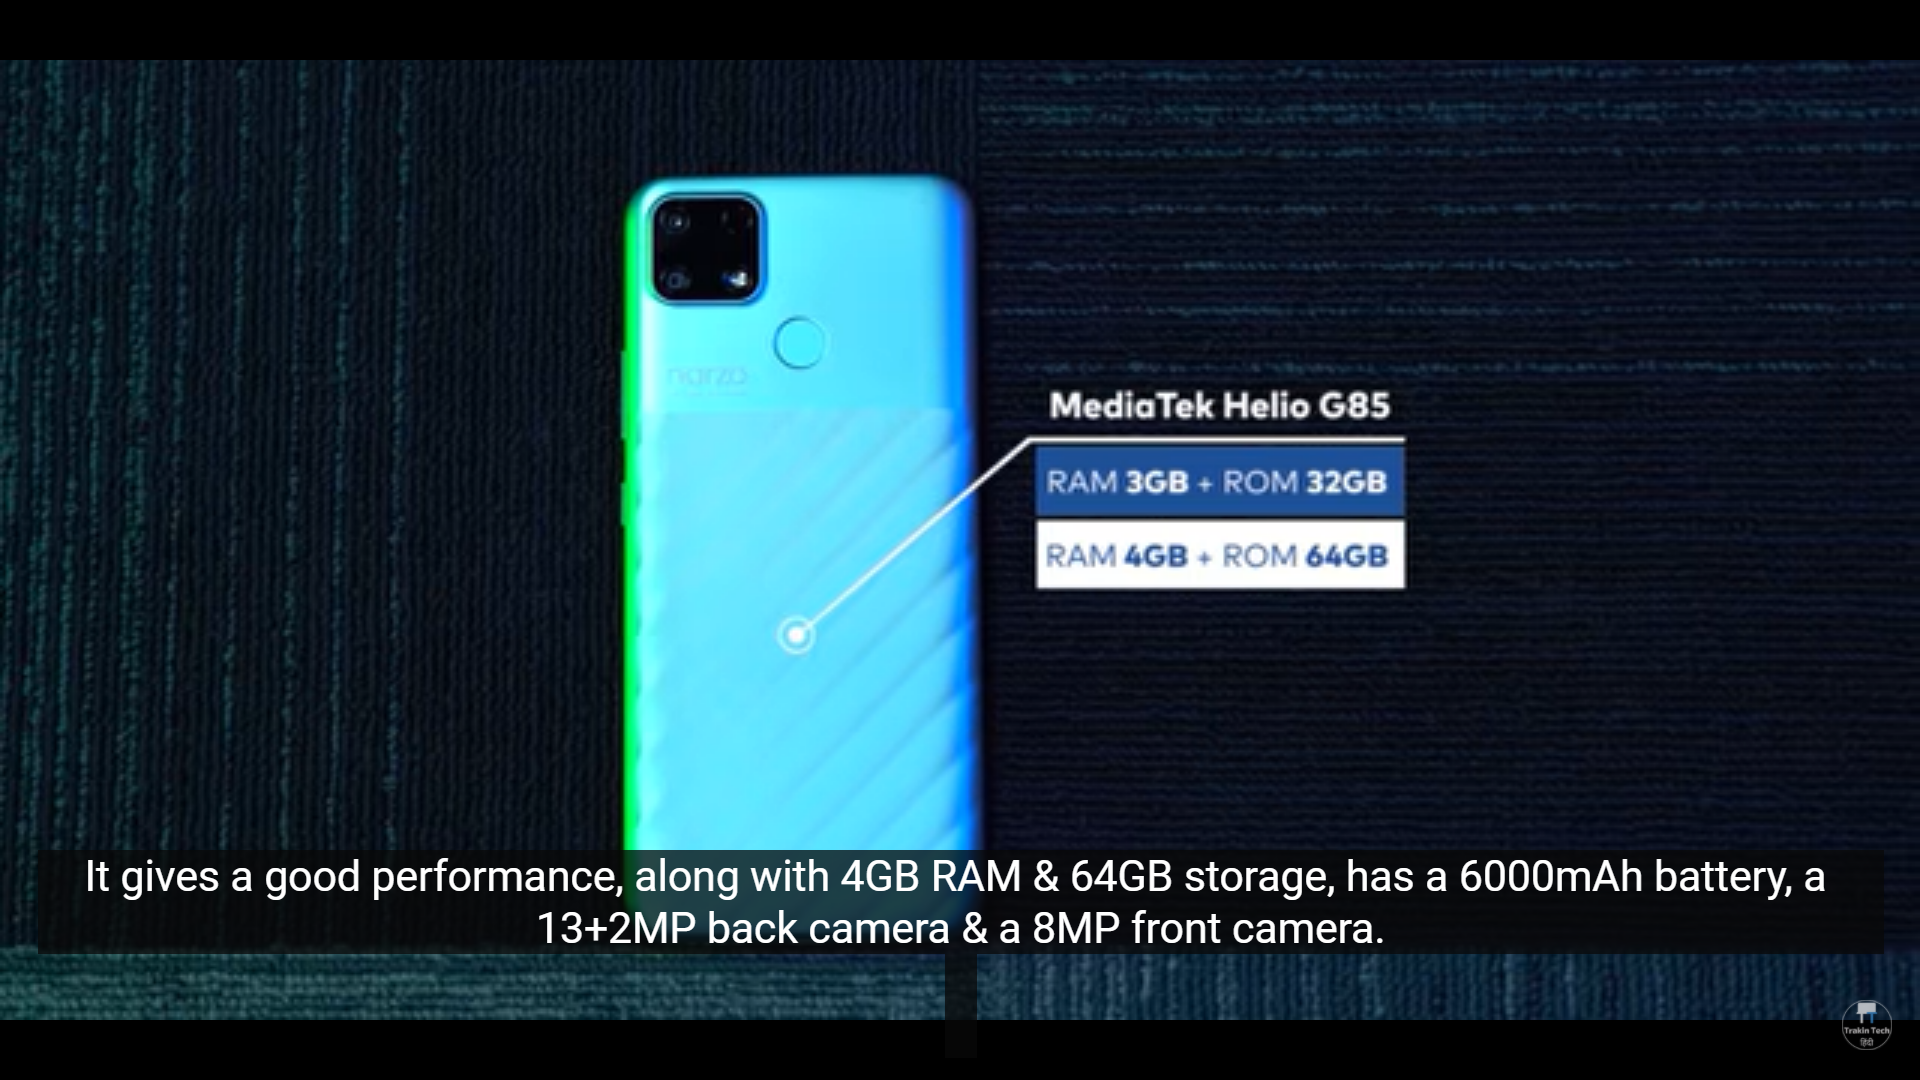 narzo
MediaTek Helio G85
RAM 3GB + ROM 32GB
RAM 4GB + ROM 64GB
It gives a good performance, along with 4GB RAM & 64GB storage, has a 6000mAh battery, a
13+2MP back camera & a 8MP front camera.
Trakin Tech
हिंदी